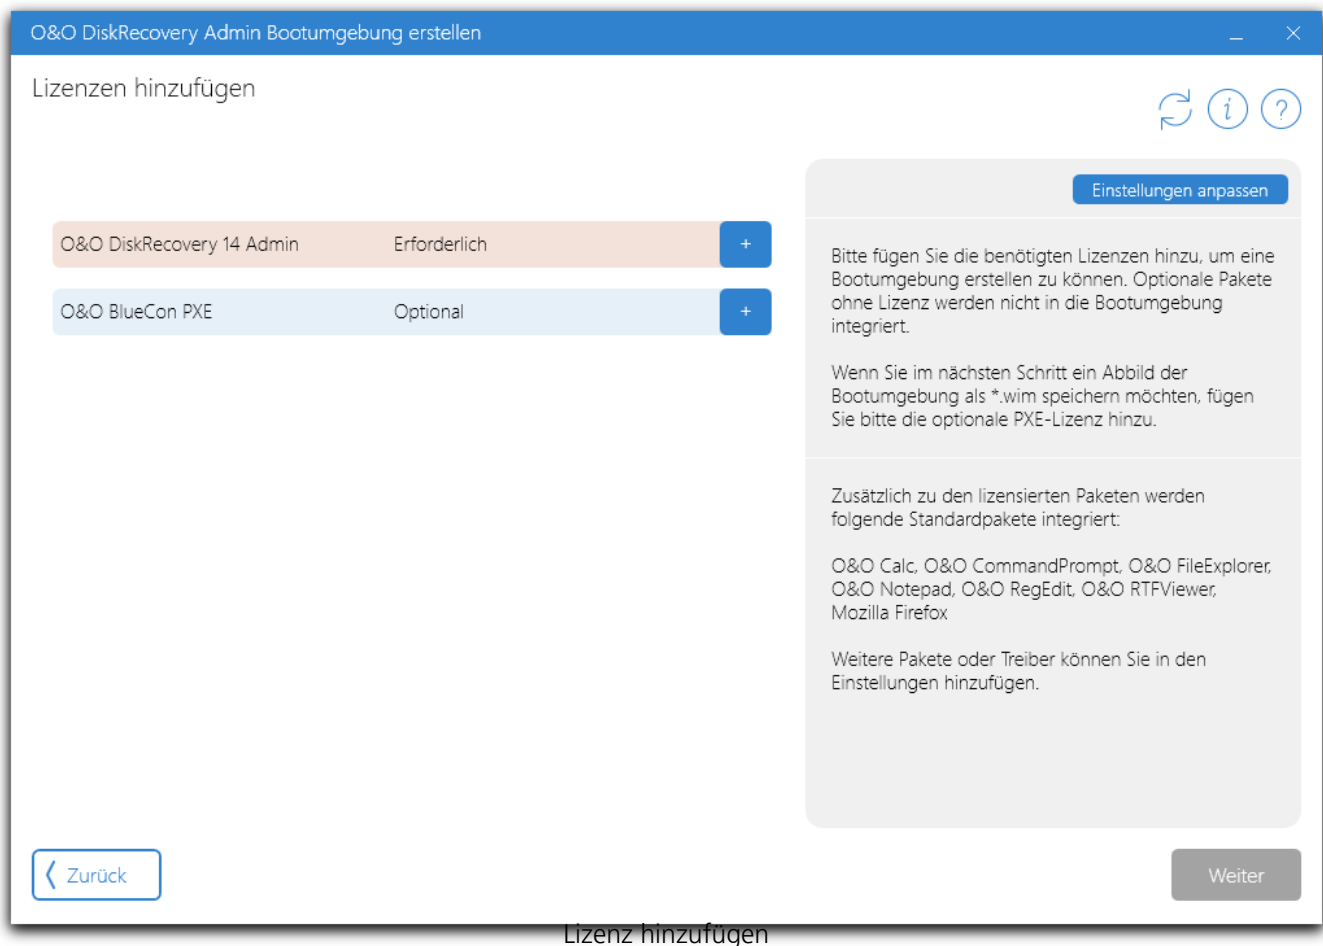 O&O DiskRecovery Admin Bootumgebung erstellen
Lizenzen hinzufügen
i
?
O&O DiskRecovery 14 Admin Erforderlich +
O&O BlueCon PXE Optional +
Einstellungen anpassen
Bitte fügen Sie die benötigten Lizenzen hinzu, um eine
Bootumgebung erstellen zu können. Optionale Pakete
ohne Lizenz werden nicht in die Bootumgebung
integriert.
Wenn Sie im nächsten Schritt ein Abbild der
Bootumgebung als *.wim speichern möchten, fügen
Sie bitte die optionale PXE-Lizenz hinzu.
Zusätzlich zu den lizensierten Paketen werden
folgende Standardpakete integriert:
O&O Calc, O&O CommandPrompt, O&O FileExplorer,
O&O Notepad, O&O RegEdit, O&O RTFViewer,
Mozilla Firefox
Weitere Pakete oder Treiber können Sie in den
Einstellungen hinzufügen.
Zurück
Weiter
Lizenz hinzufügen